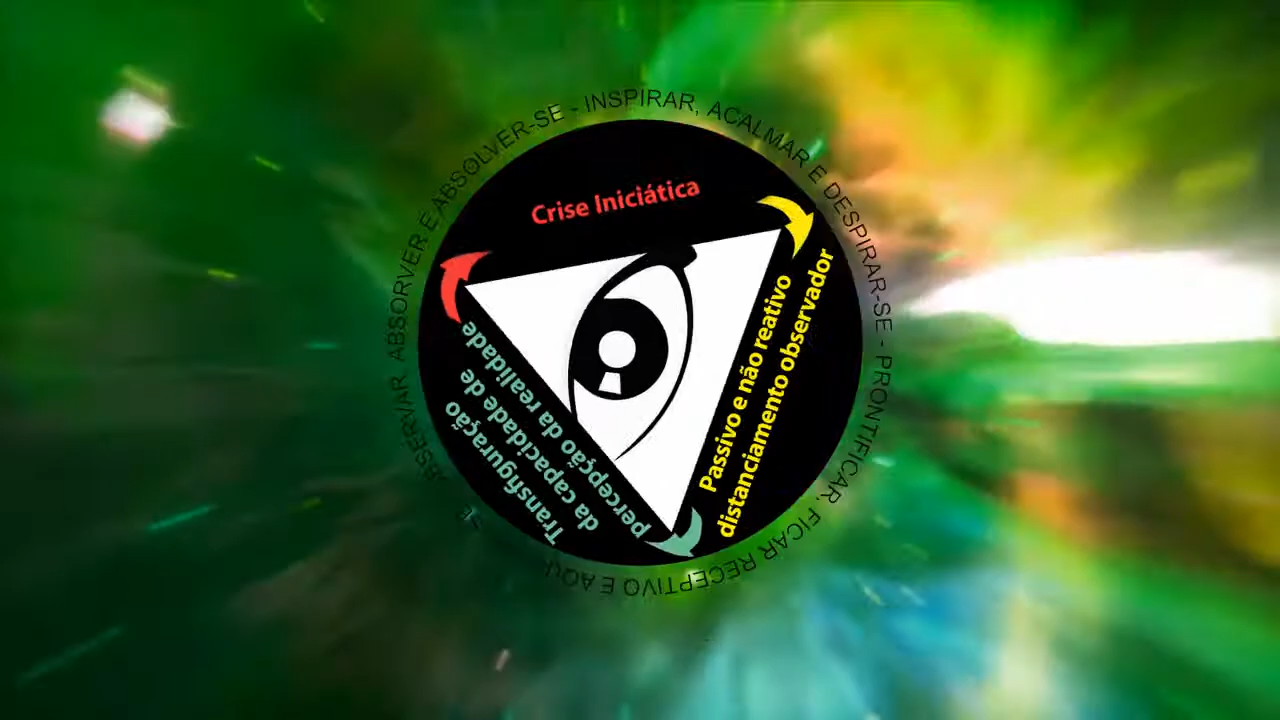 OBSERVAR, ABSORVER É ABSOLVER-SE - INSPIRAR, ACALMAR E DESPIRAR-SE - PRONTIFICAR, FICAR RECEPTIVO E
Crise Iniciática
Passivo e não reativo
distanciamento observador
Transfiguração
da capacidade de
percepção da realidade